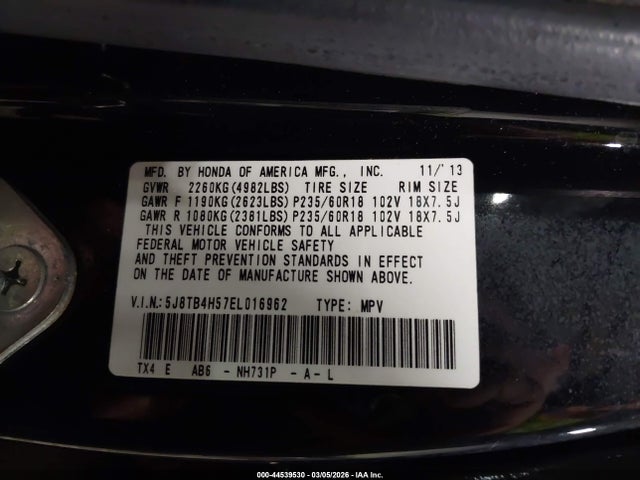 MFD. BY HONDA OF AMERICA MFG., INC. 11/'13
GVWR 2260KG(4982LBS) TIRE SIZE RIM SIZE
GAWR F 1190KG(2623LBS) P235/60R18 102V 18X7.5J
GAWR R 1080KG(2381LBS) P235/60R18 102V 18X7.5J
THIS VEHICLE CONFORMS TO ALL APPLICABLE
FEDERAL MOTOR VEHICLE SAFETY
AND THEFT PREVENTION STANDARDS IN EFFECT
ON THE DATE OF MANUFACTURE SHOWN ABOVE.
V.I.N.:5J8TB4H57EL016962 TYPE: MPV
TX4 E AB6 - NH731P - A - L
000-44539530 - 03/05/2026 - IAA Inc.